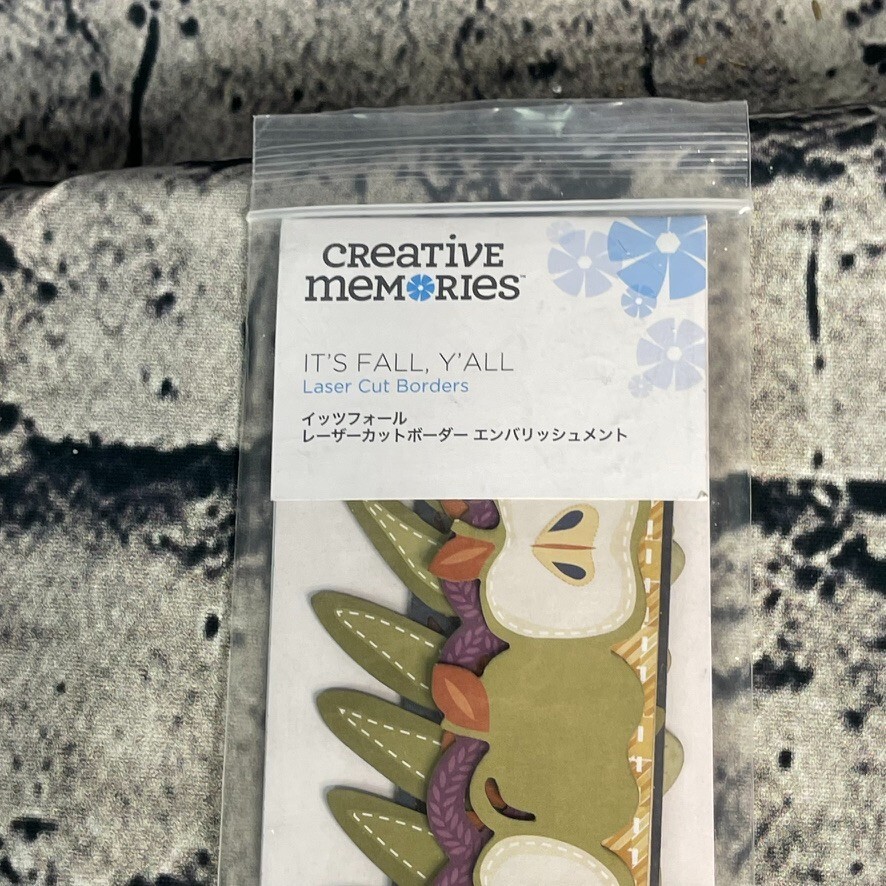 CREATIVE
MEMORIES™
IT'S FALL, Y'ALL
Laser Cut Borders
イッツフォール
レーザーカットボーダー エンバリッシュメント